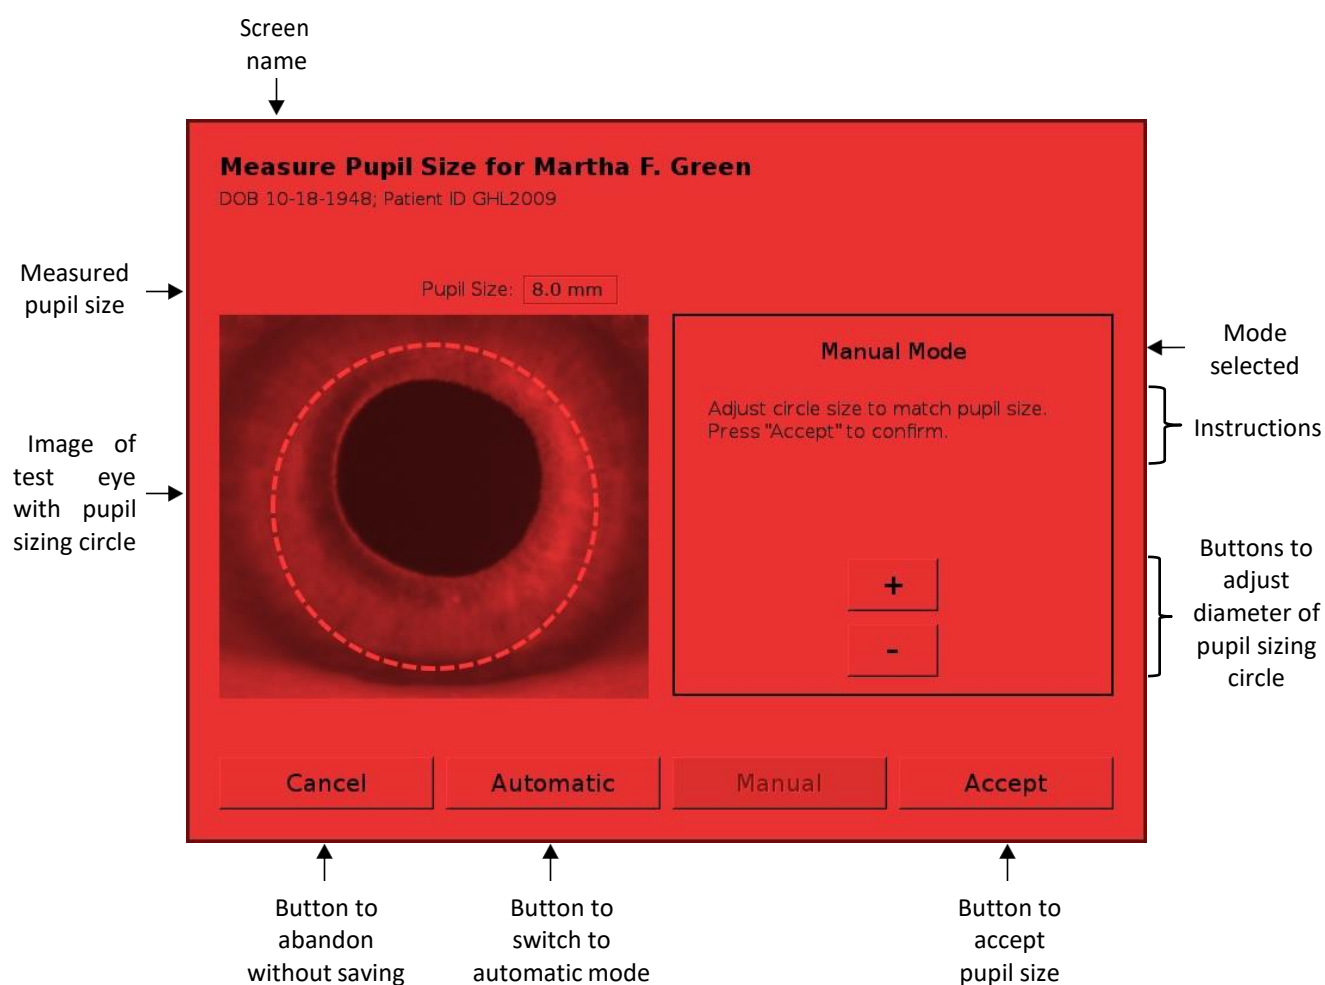 Screen
name
Measure Pupil Size for Martha F. Green
DOB 10-18-1948; Patient ID GHL2009
Measured
pupil size
Pupil Size: 8.0 mm
Manual Mode
Mode
selected
Adjust circle size to match pupil size.
Press "Accept" to confirm.
Instructions
Image of
test eye
with pupil
sizing circle
+
-
Buttons to
adjust
diameter of
pupil sizing
circle
Cancel
Automatic
Manual
Accept
Button to
abandon
without saving
Button to
switch to
automatic mode
Button to
accept
pupil size